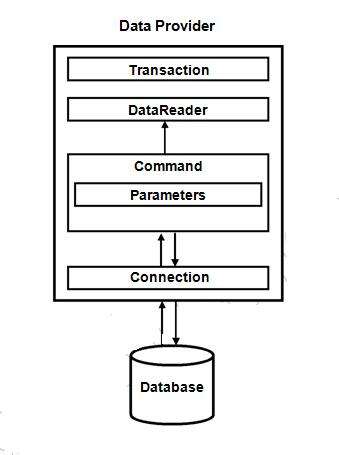 Data Provider
Transaction
DataReader
Command
Parameters
Connection
Database